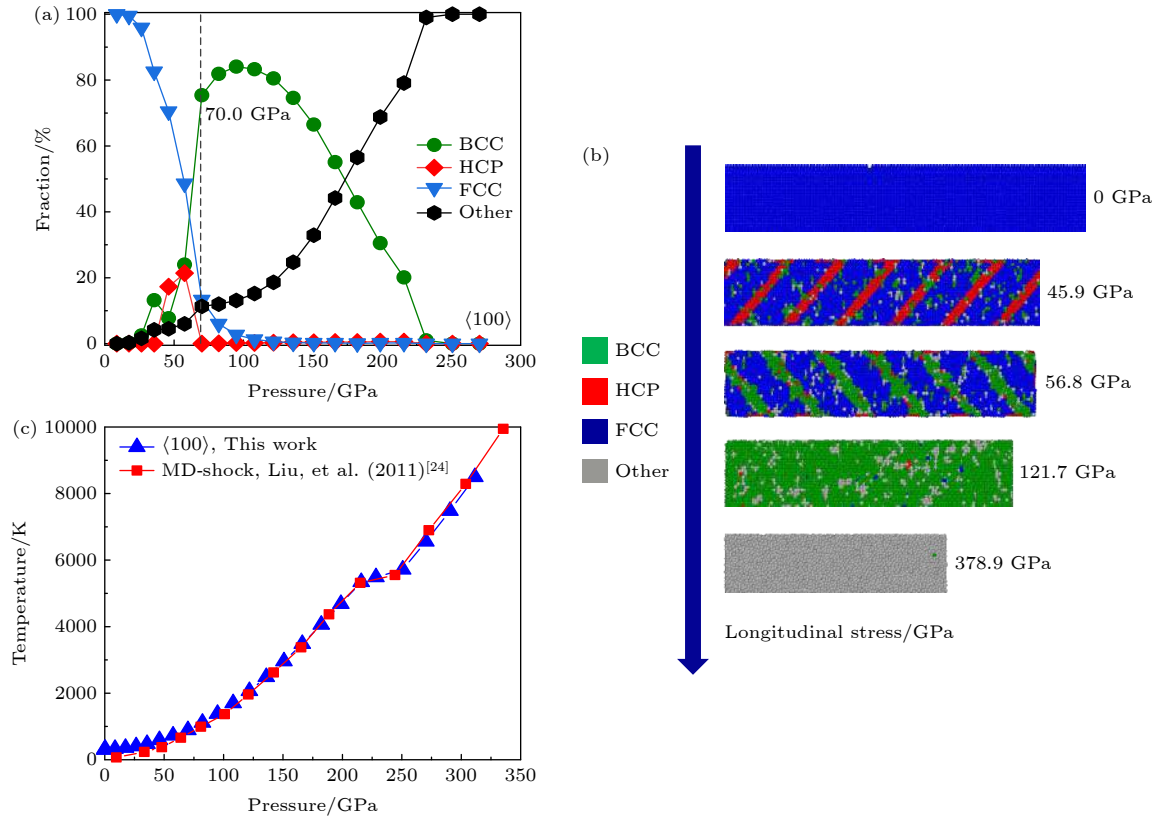 (a)
100
80
60
40
20
0
Fraction/%
70.0 GPa
BCC
HCP
FCC
Other
⟨100⟩
0 50 100 150 200 250 300
Pressure/GPa
(b)
BCC
HCP
FCC
Other
0 GPa
45.9 GPa
56.8 GPa
121.7 GPa
378.9 GPa
Longitudinal stress/GPa
(c)
10000
8000
6000
4000
2000
0
Temperature/K
⟨100⟩, This work
MD-shock, Liu, et al. (2011)[24]
0 50 100 150 200 250 300 350
Pressure/GPa